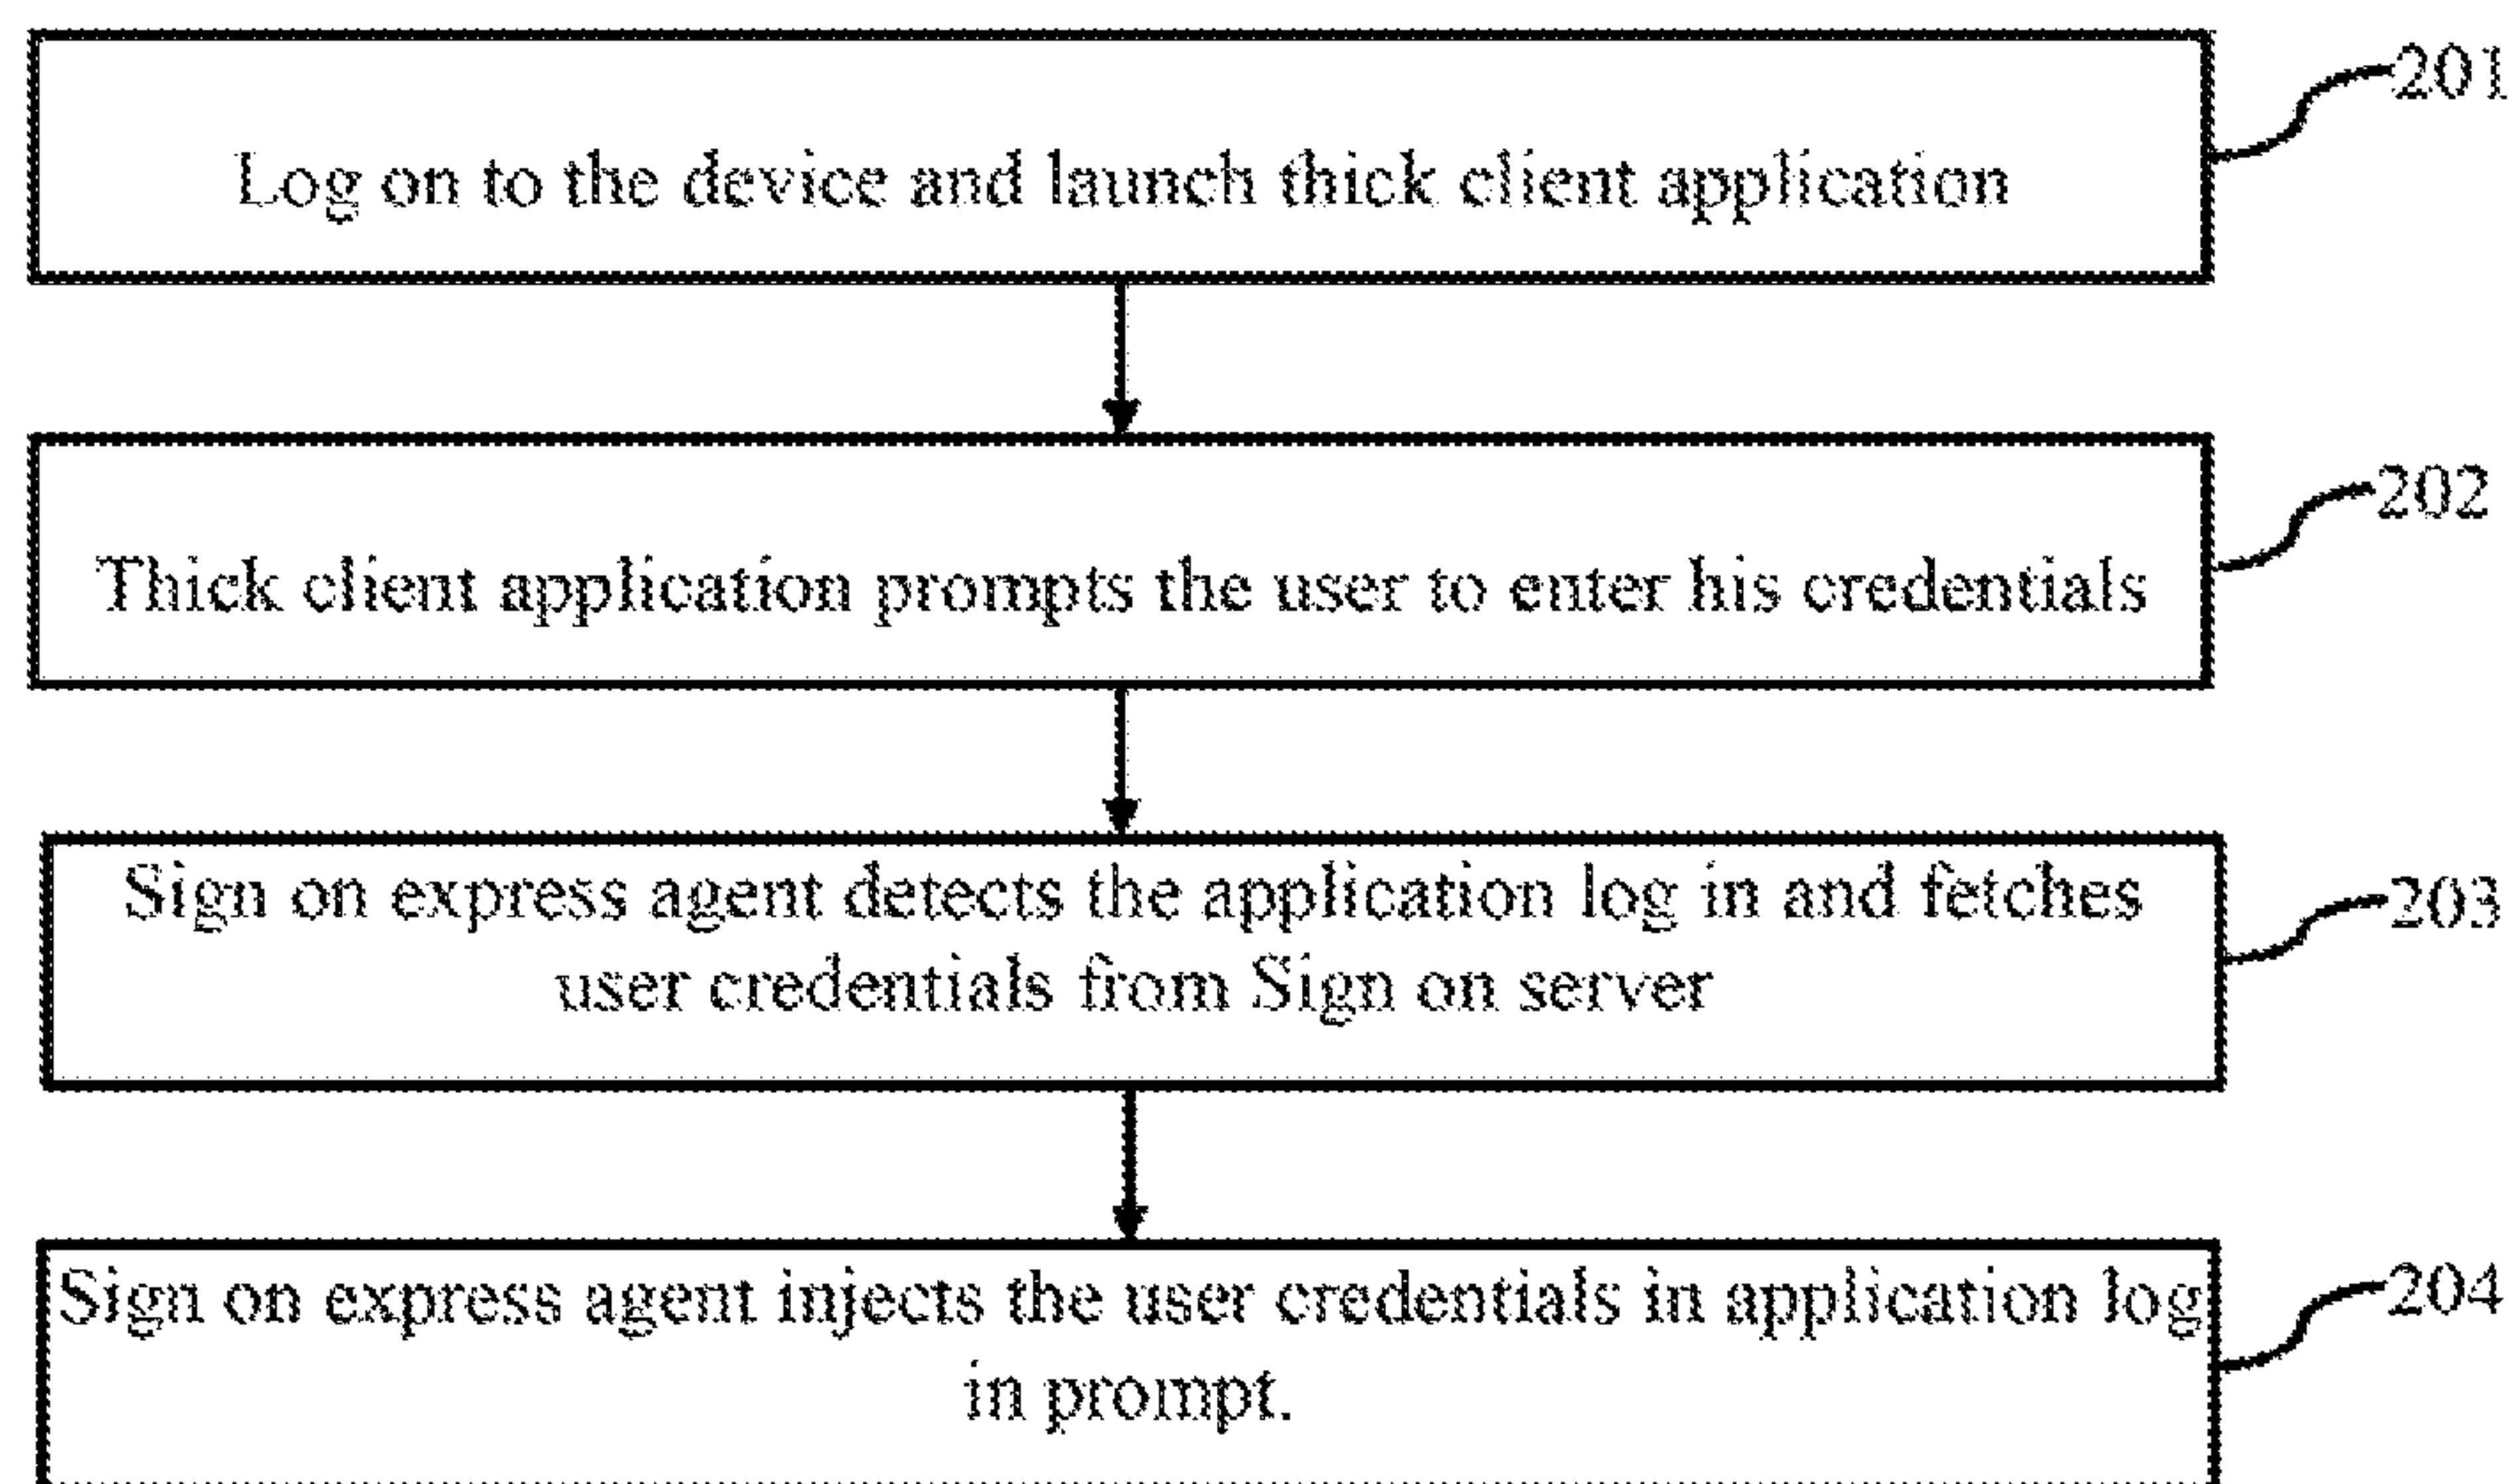 201
Log on to the device and launch thick client application
202
Thick client application prompts the user to enter his credentials
203
Sign on express agent detects the application log in and fetches
user credentials from Sign on server
204
Sign on express agent injects the user credentials in application log
in prompt.